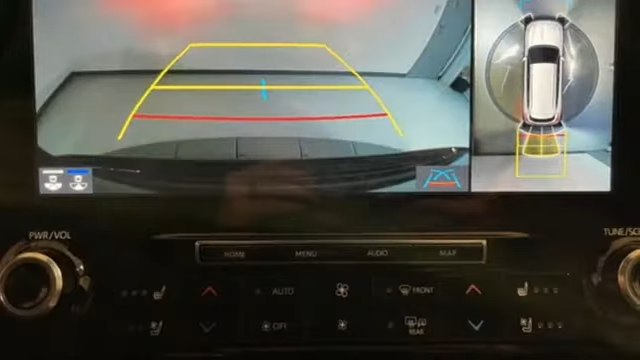 PWR/VOL
TUNE/SC
HOME MENU AUDIO MAP
AUTO FRONT
OFF REAR